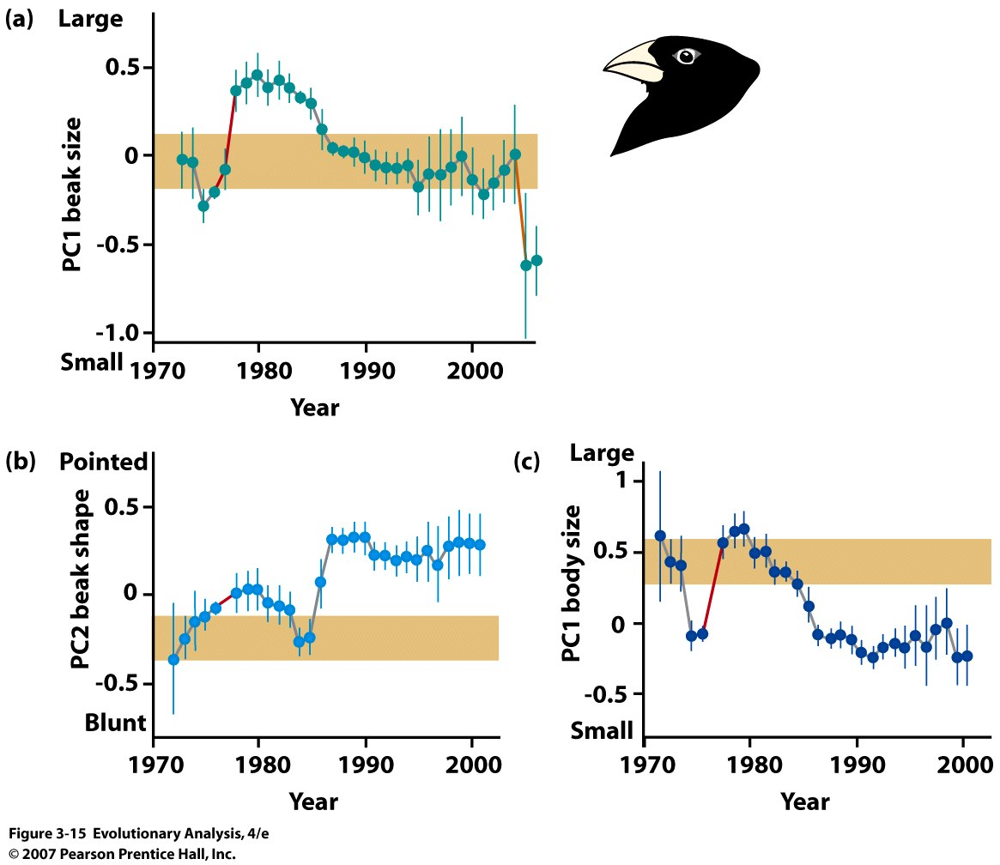 (a) Large
0.5
0
-0.5
-1.0
Small
PC1 beak size
1970 1980 1990 2000
Year
(b) Pointed
0.5
0
-0.5
Blunt
PC2 beak shape
1970 1980 1990 2000
Year
(c) Large
1
0.5
0
-0.5
Small
PC1 body size
1970 1980 1990 2000
Year
Figure 3-15 Evolutionary Analysis, 4/e
© 2007 Pearson Prentice Hall, Inc.